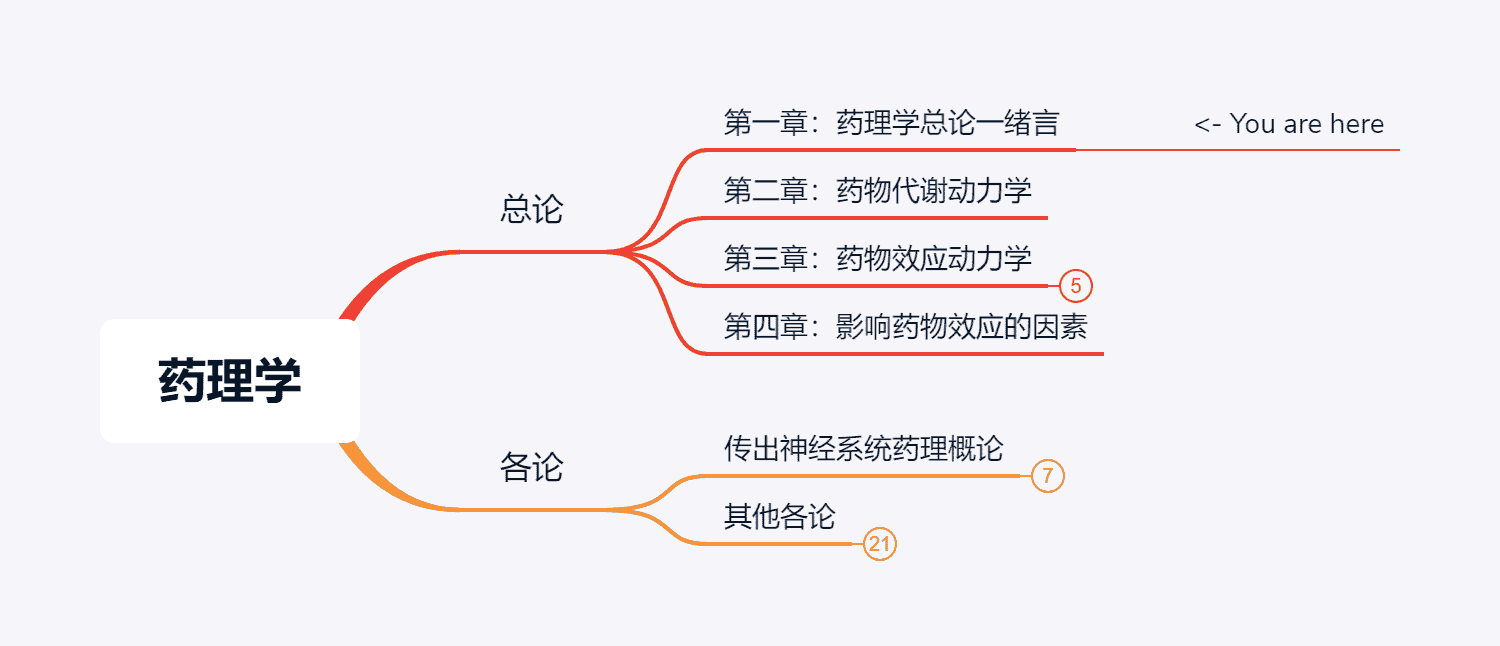 药理学
总论
第一章：药理学总论一绪言
<- You are here
第二章：药物代谢动力学
第三章：药物效应动力学
5
第四章：影响药物效应的因素
各论
传出神经系统药理概论
7
其他各论
21